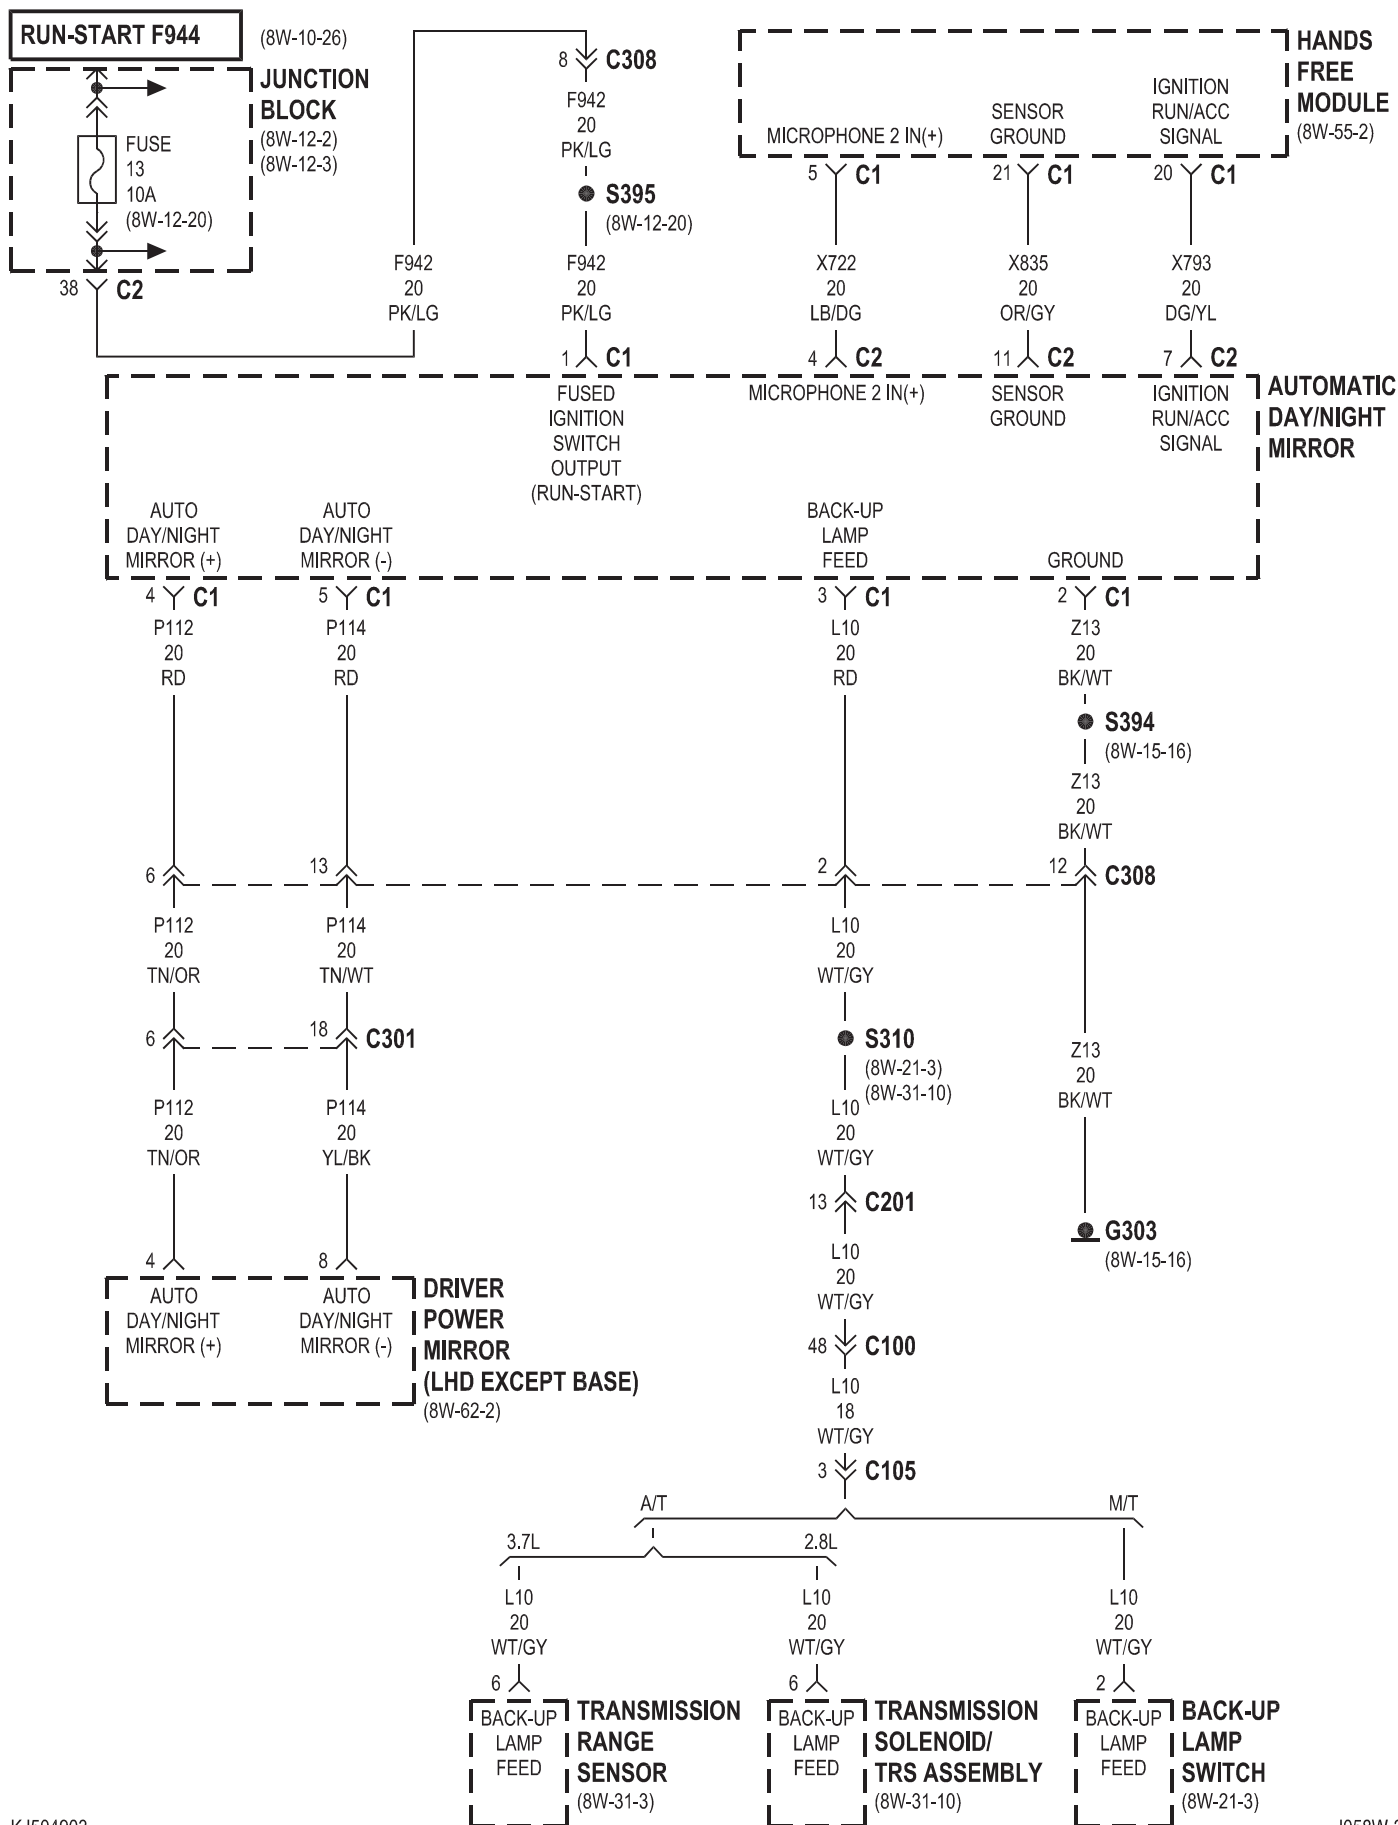 RUN-START F944
(8W-10-26)
JUNCTION
BLOCK
(8W-12-2)
(8W-12-3)
FUSE
13
10A
(8W-12-20)
38
C2
F942
20
PK/LG
8
C308
F942
20
PK/LG
S395
(8W-12-20)
F942
20
PK/LG
1
C1
HANDS
FREE
MODULE
(8W-55-2)
MICROPHONE 2 IN(+)
SENSOR
GROUND
IGNITION
RUN/ACC
SIGNAL
5
C1
21
C1
20
C1
X722
20
LB/DG
X835
20
OR/GY
X793
20
DG/YL
4
C2
11
C2
7
C2
FUSED
IGNITION
SWITCH
OUTPUT
(RUN-START)
MICROPHONE 2 IN(+)
SENSOR
GROUND
IGNITION
RUN/ACC
SIGNAL
AUTOMATIC
DAY/NIGHT
MIRROR
AUTO
DAY/NIGHT
MIRROR (+)
AUTO
DAY/NIGHT
MIRROR (-)
BACK-UP
LAMP
FEED
GROUND
4
C1
5
C1
3
C1
2
C1
P112
20
RD
P114
20
RD
L10
20
RD
Z13
20
BK/WT
S394
(8W-15-16)
Z13
20
BK/WT
6
13
2
12
C308
P112
20
TN/OR
P114
20
TN/WT
L10
20
WT/GY
6
18
C301
S310
(8W-21-3)
(8W-31-10)
Z13
20
BK/WT
P112
20
TN/OR
P114
20
YL/BK
L10
20
WT/GY
13
C201
G303
(8W-15-16)
4
8
AUTO
DAY/NIGHT
MIRROR (+)
AUTO
DAY/NIGHT
MIRROR (-)
DRIVER
POWER
MIRROR
(LHD EXCEPT BASE)
(8W-62-2)
L10
20
WT/GY
48
C100
L10
18
WT/GY
3
C105
A/T
M/T
3.7L
2.8L
L10
20
WT/GY
L10
20
WT/GY
L10
20
WT/GY
6
6
2
BACK-UP
LAMP
FEED
TRANSMISSION
RANGE
SENSOR
(8W-31-3)
BACK-UP
LAMP
FEED
TRANSMISSION
SOLENOID/
TRS ASSEMBLY
(8W-31-10)
BACK-UP
LAMP
FEED
BACK-UP
LAMP
SWITCH
(8W-21-3)